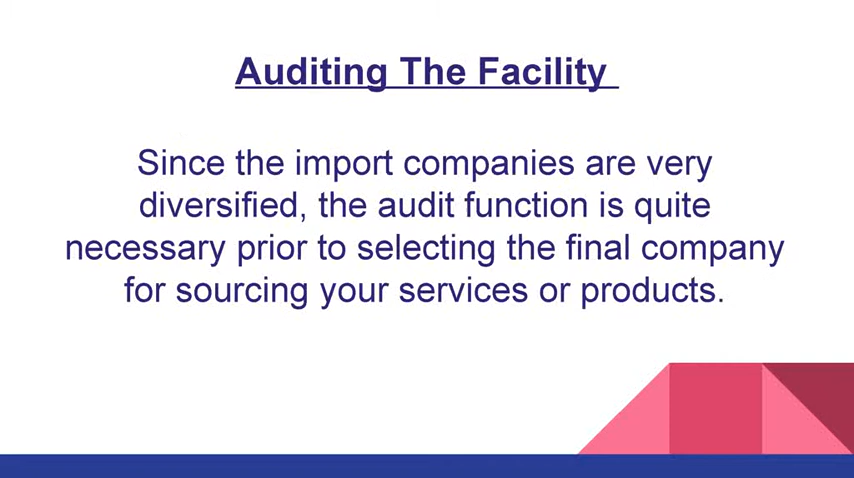 Auditing The Facility
Since the import companies are very
diversified, the audit function is quite
necessary prior to selecting the final company
for sourcing your services or products.